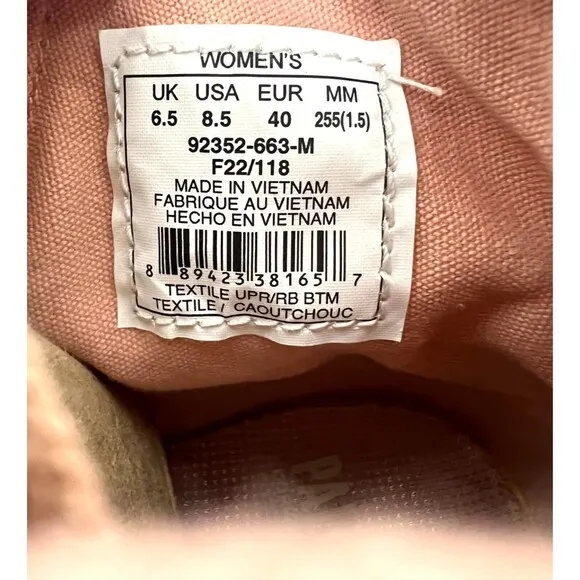 WOMEN'S
UK USA EUR MM
6.5 8.5 40 255(1.5)
92352-663-M
F22/118
MADE IN VIETNAM
FABRIQUE AU VIETNAM
HECHO EN VIETNAM
8 89423 38165 7
TEXTILE UPR/RB BTM
TEXTILE / CAOUTCHOUC